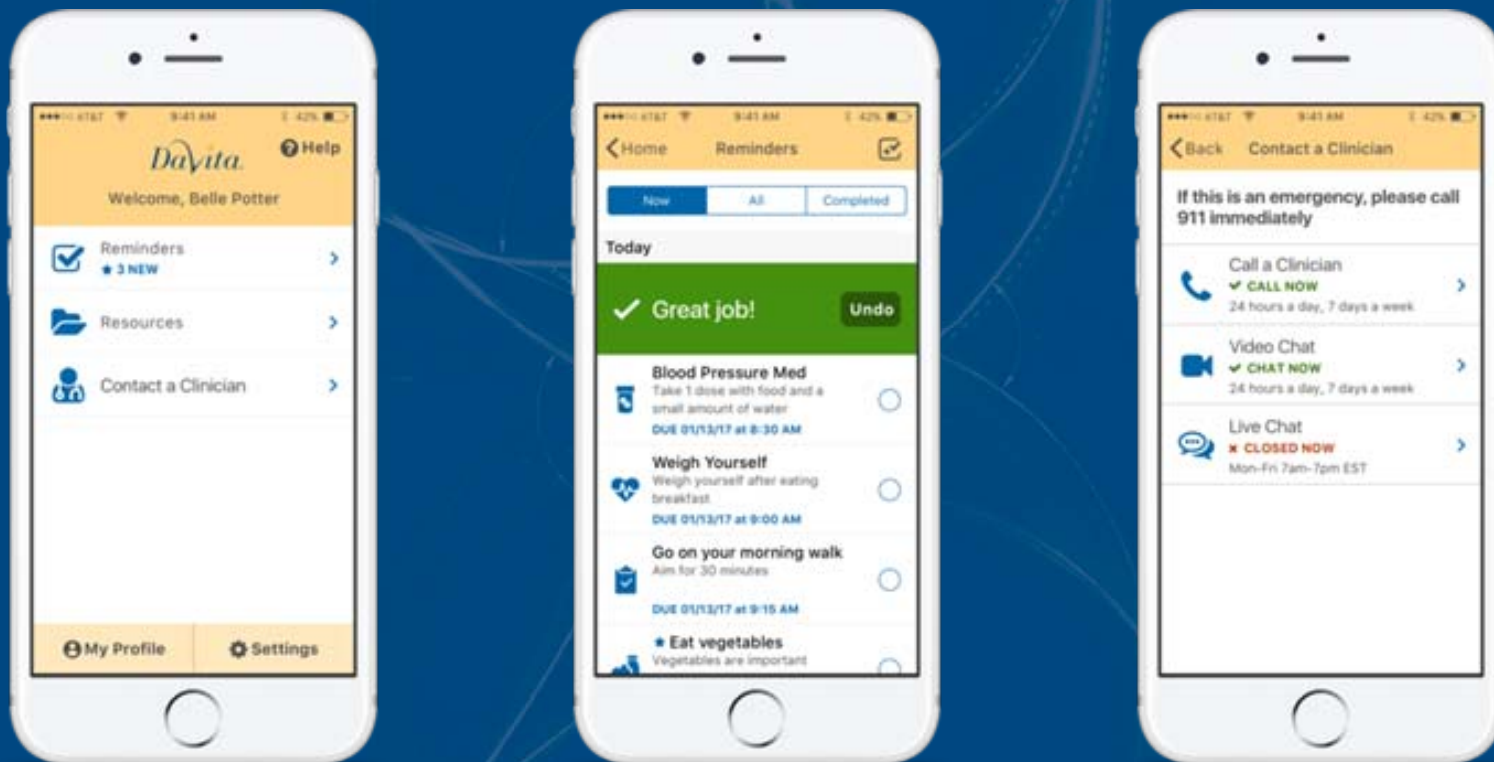 AT&T
9:41 AM
42%
DaVita
Help
Welcome, Belle Potter
Reminders
★ 3 NEW
Resources
Contact a Clinician
My Profile
Settings
AT&T
9:41 AM
42%
Home
Reminders
Now
All
Completed
Today
Great job!
Undo
Blood Pressure Med
Take 1 dose with food and a
small amount of water
DUE 01/13/17 at 8:30 AM
Weigh Yourself
Weigh yourself after eating
breakfast
DUE 01/13/17 at 9:00 AM
Go on your morning walk
Aim for 30 minutes
DUE 01/13/17 at 9:15 AM
★ Eat vegetables
Vegetables are important
AT&T
9:41 AM
42%
Back
Contact a Clinician
If this is an emergency, please call
911 immediately
Call a Clinician
✔ CALL NOW
24 hours a day, 7 days a week
Video Chat
✔ CHAT NOW
24 hours a day, 7 days a week
Live Chat
✖ CLOSED NOW
Mon-Fri 7am-7pm EST